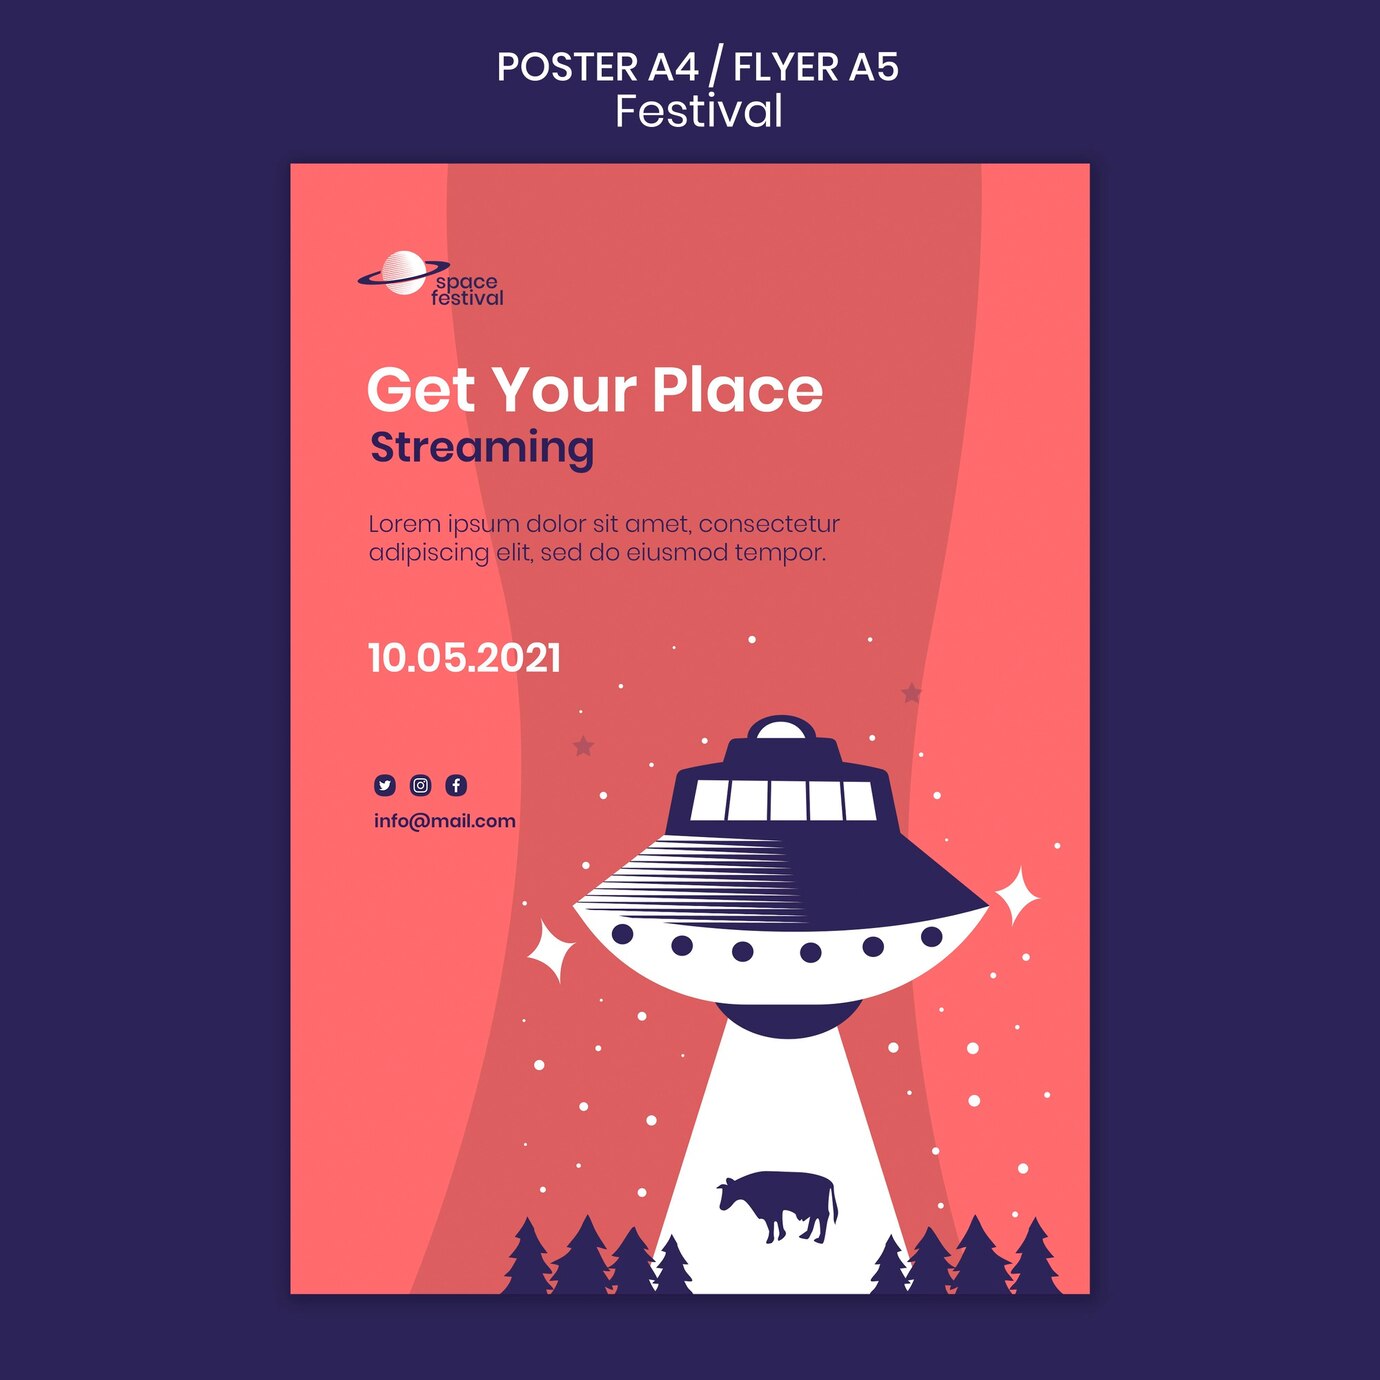 POSTER A4 / FLYER A5
Festival
space
festival
Get Your Place
Streaming
Lorem ipsum dolor sit amet, consectetur
adipiscing elit, sed do eiusmod tempor.
10.05.2021
info@mail.com